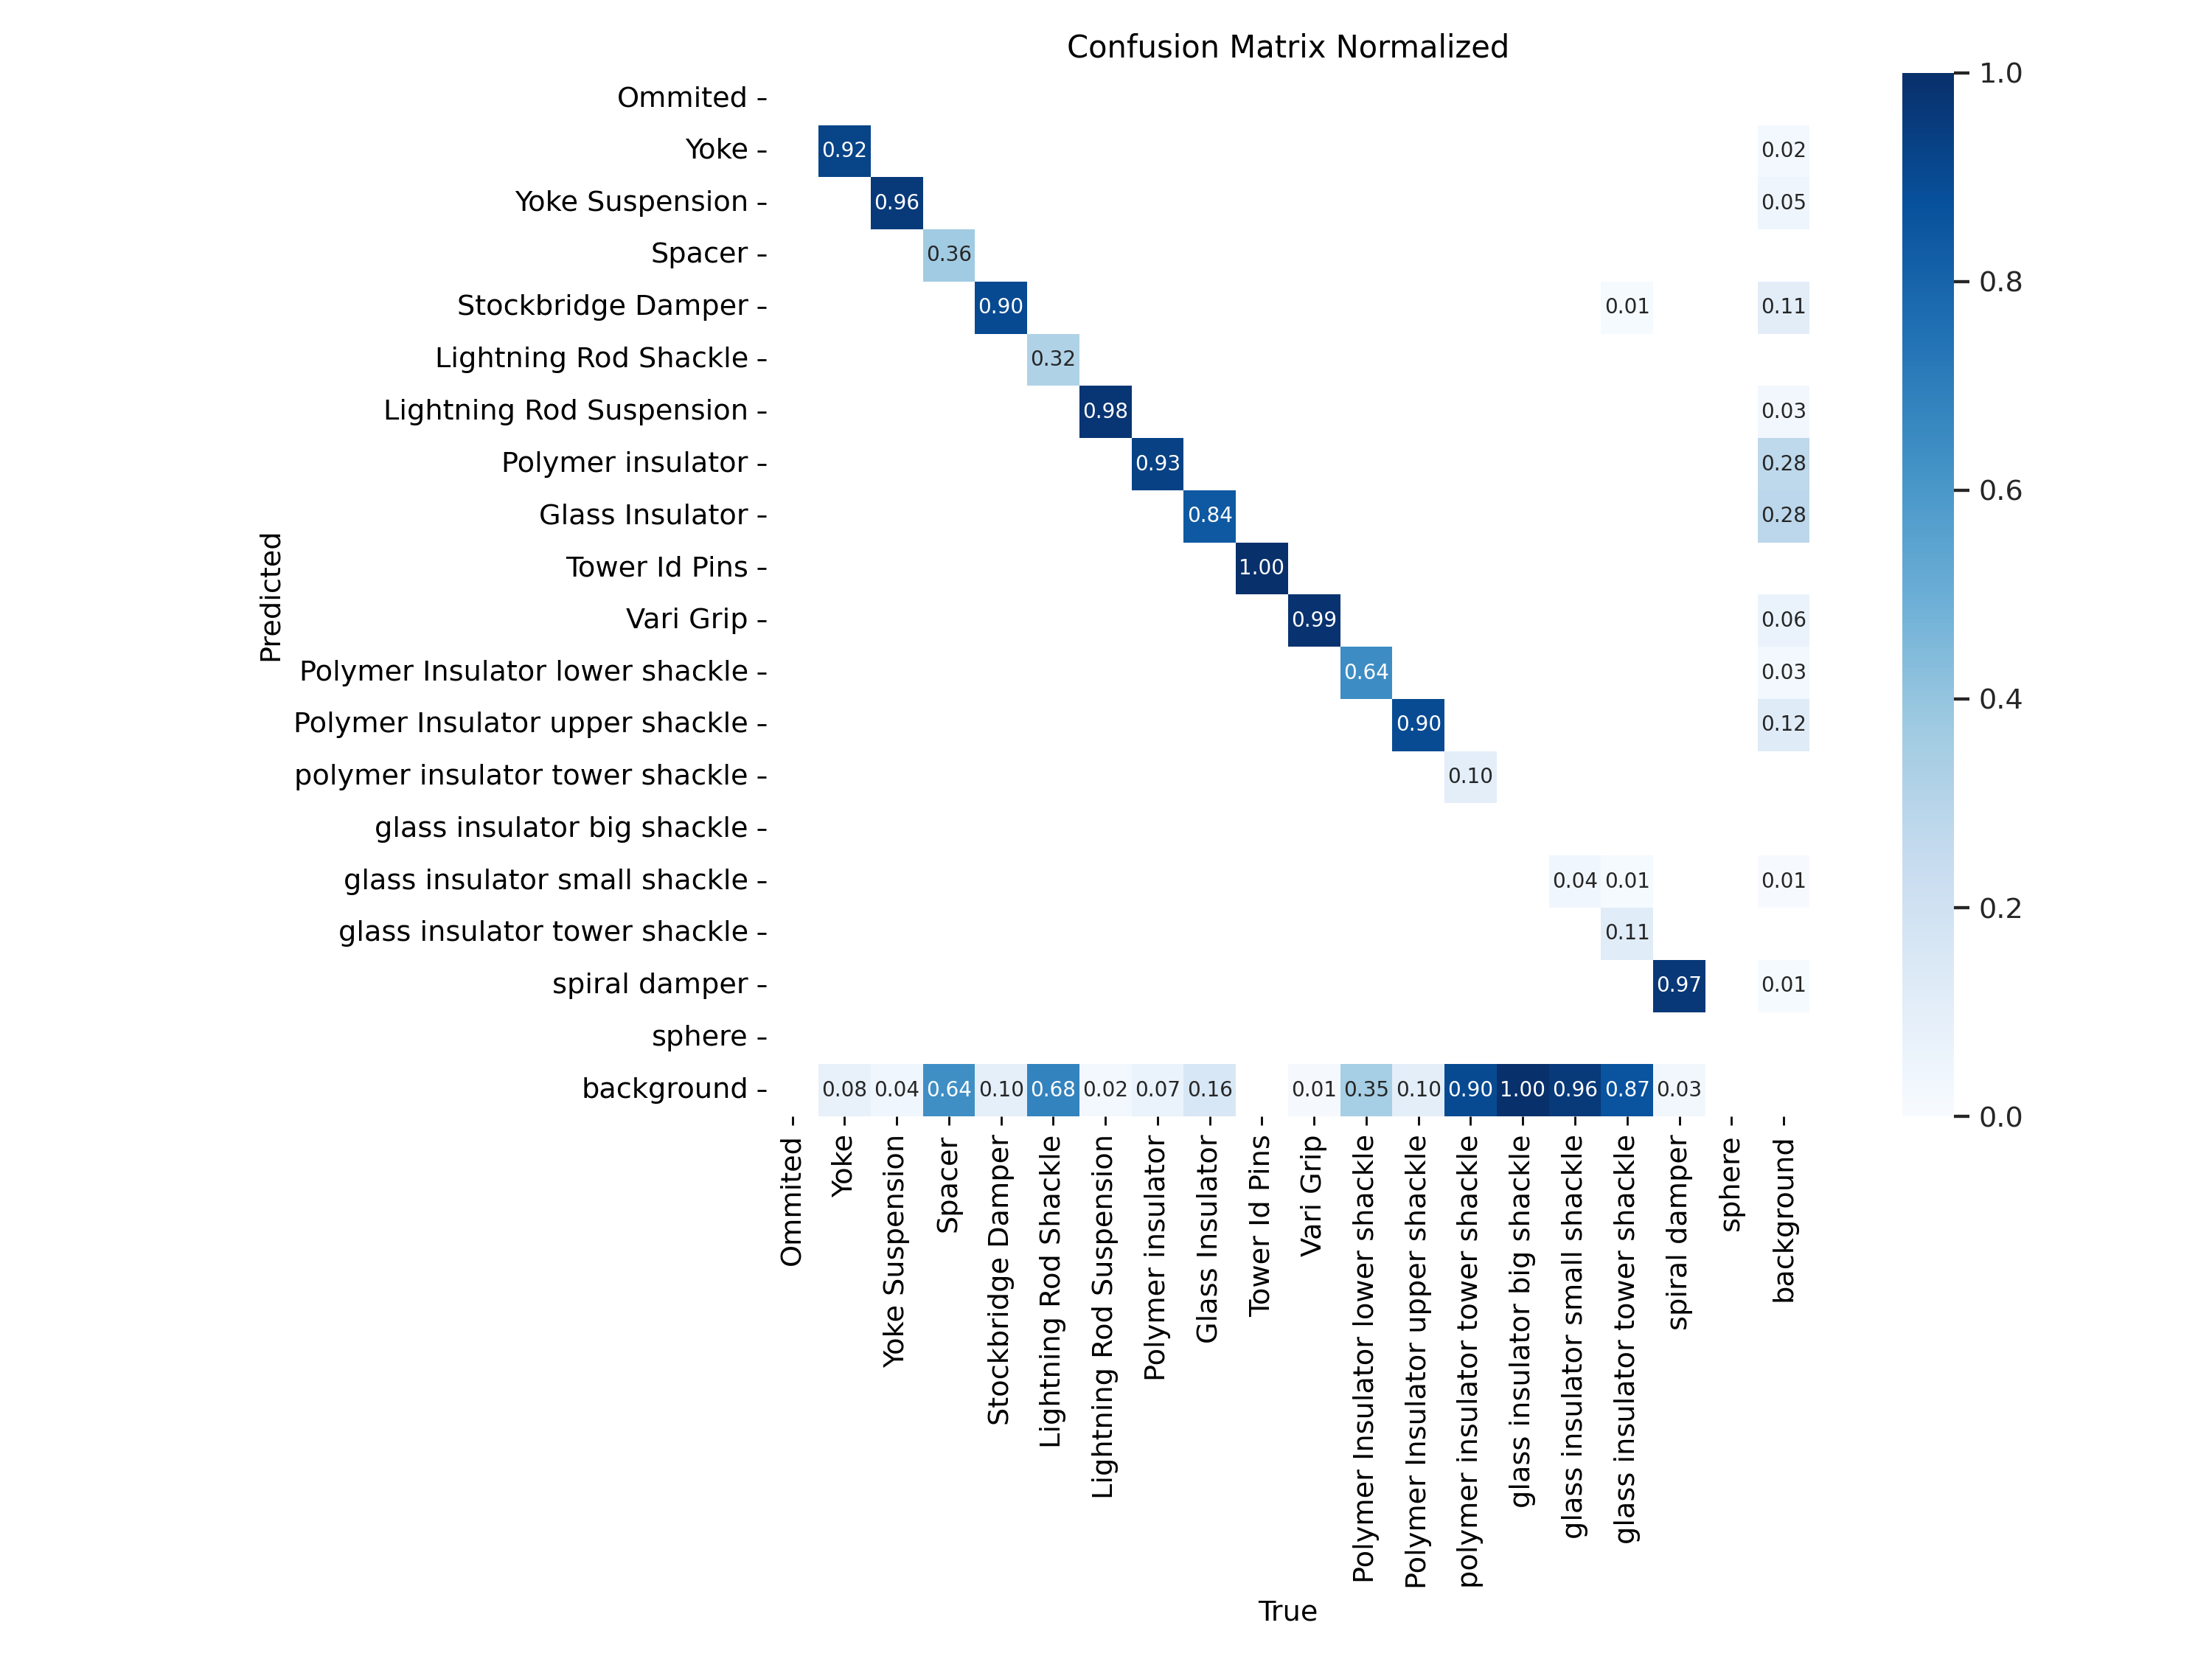 Confusion Matrix Normalized
Predicted
Ommited
Yoke 0.92 0.02
Yoke Suspension 0.96 0.05
Spacer 0.36
Stockbridge Damper 0.90 0.01 0.11
Lightning Rod Shackle 0.32
Lightning Rod Suspension 0.98 0.03
Polymer insulator 0.93 0.28
Glass Insulator 0.84 0.28
Tower Id Pins 1.00
Vari Grip 0.99 0.06
Polymer Insulator lower shackle 0.64 0.03
Polymer Insulator upper shackle 0.90 0.12
polymer insulator tower shackle 0.10
glass insulator big shackle
glass insulator small shackle 0.04 0.01 0.01
glass insulator tower shackle 0.11
spiral damper 0.97 0.01
sphere
background 0.08 0.04 0.64 0.10 0.68 0.02 0.07 0.16 0.01 0.35 0.10 0.90 1.00 0.96 0.87 0.03
Ommited
Yoke
Yoke Suspension
Spacer
Stockbridge Damper
Lightning Rod Shackle
Lightning Rod Suspension
Polymer insulator
Glass Insulator
Tower Id Pins
Vari Grip
Polymer Insulator lower shackle
Polymer Insulator upper shackle
polymer insulator tower shackle
glass insulator big shackle
glass insulator small shackle
glass insulator tower shackle
spiral damper
sphere
background
True
1.0
0.8
0.6
0.4
0.2
0.0